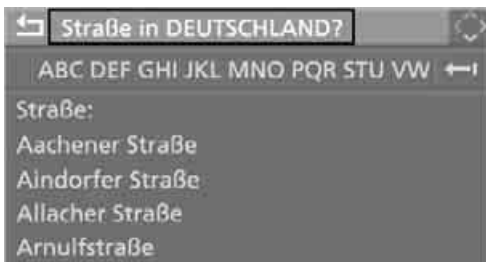 Straße in DEUTSCHLAND?
ABC DEF GHI JKL MNO PQR STU VW
Straße:
Aachener Straße
Aindorfer Straße
Allacher Straße
Arnulfstraße